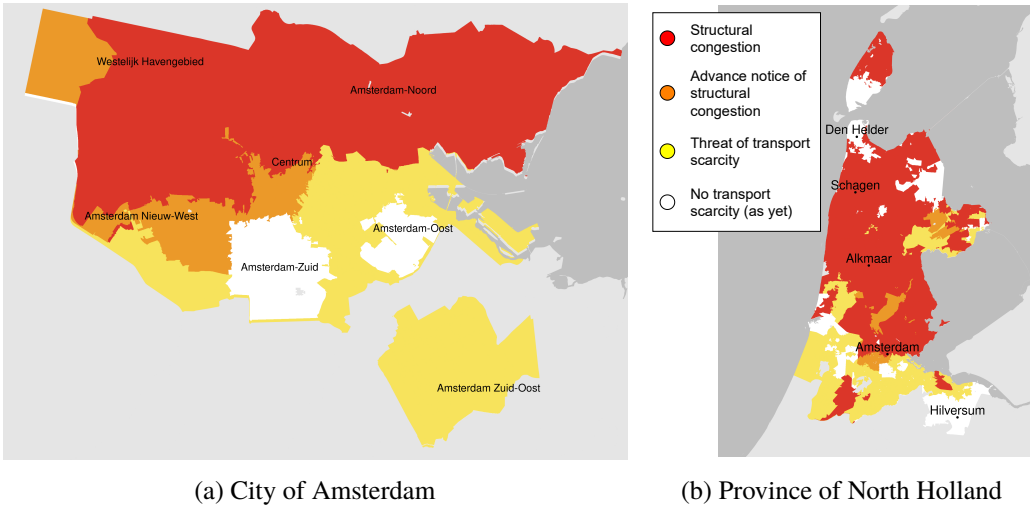 Westelijk Havengebied
Amsterdam-Noord
Centrum
Amsterdam Nieuw-West
Amsterdam-Oost
Amsterdam-Zuid
Amsterdam Zuid-Oost
(a) City of Amsterdam
Structural
congestion
Advance notice of
structural
congestion
Threat of transport
scarcity
No transport
scarcity (as yet)
Den Helder
Schagen
Alkmaar
Amsterdam
Hilversum
(b) Province of North Holland